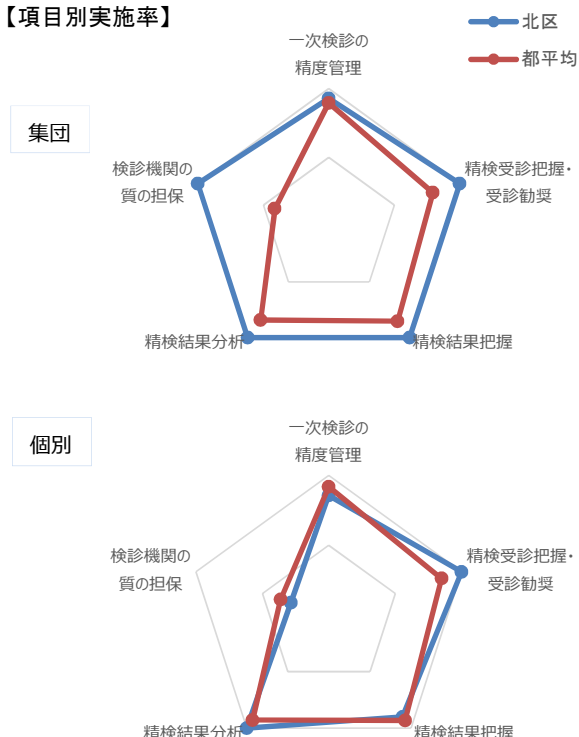 【項目別実施率】
北区
都平均
集団
一次検診の
精度管理
精検受診把握・
受診勧奨
精検結果把握
精検結果分析
検診機関の
質の担保
個別
一次検診の
精度管理
精検受診把握・
受診勧奨
精検結果把握
精検結果分析
検診機関の
質の担保